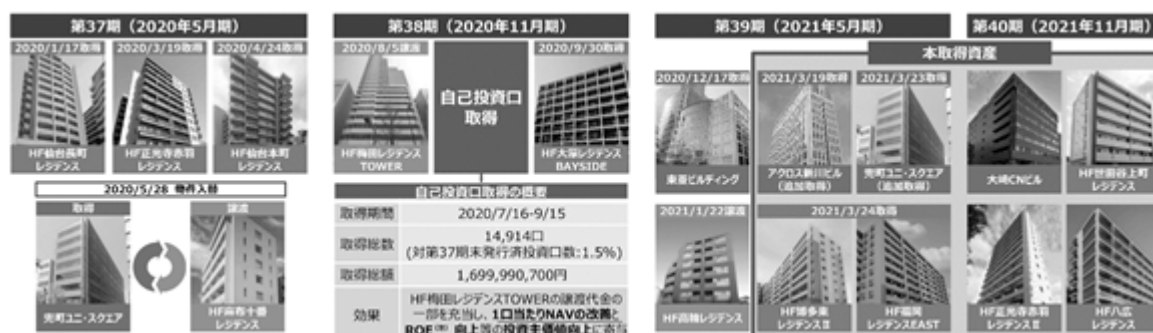 第37期（2020年5月期）
2020/1/17取得
2020/3/19取得
2020/4/24取得
HF仙台長町
レジデンス
HF正光寺赤羽
レジデンス
HF仙台本町
レジデンス
2020/5/28 物件入替
取得
譲渡
兜町ユニ・スクエア
HF麻布十番
レジデンス
第38期（2020年11月期）
2020/8/5譲渡
2020/9/30取得
自己投資口
取得
HF梅田レジデンス
TOWER
HF大濠レジデンス
BAYSIDE
自己投資口取得の概要
取得期間
2020/7/16-9/15
取得総数
14,914口
(対第37期末発行済投資口数:1.5%)
取得総額
1,699,990,700円
効果
HF梅田レジデンスTOWERの譲渡代金の
一部を充当し、1口当たりNAVの改善と
ROE 向上等の投資主価値向上に寄与
第39期（2021年5月期）
第40期（2021年11月期）
本取得資産
2020/12/17取得
2021/3/19取得
2021/3/23取得
東亜ビルディング
アクロス新川ビル
（追加取得）
兜町ユニ・スクエア
（追加取得）
大崎CNビル
HF世田谷上町
レジデンス
2021/1/22譲渡
2021/3/24取得
HF高輪レジデンス
HF博多東
レジデンスⅡ
HF福岡
レジデンスEAST
HF正光寺赤羽
レジデンスⅡ
HF八広
レジデンス